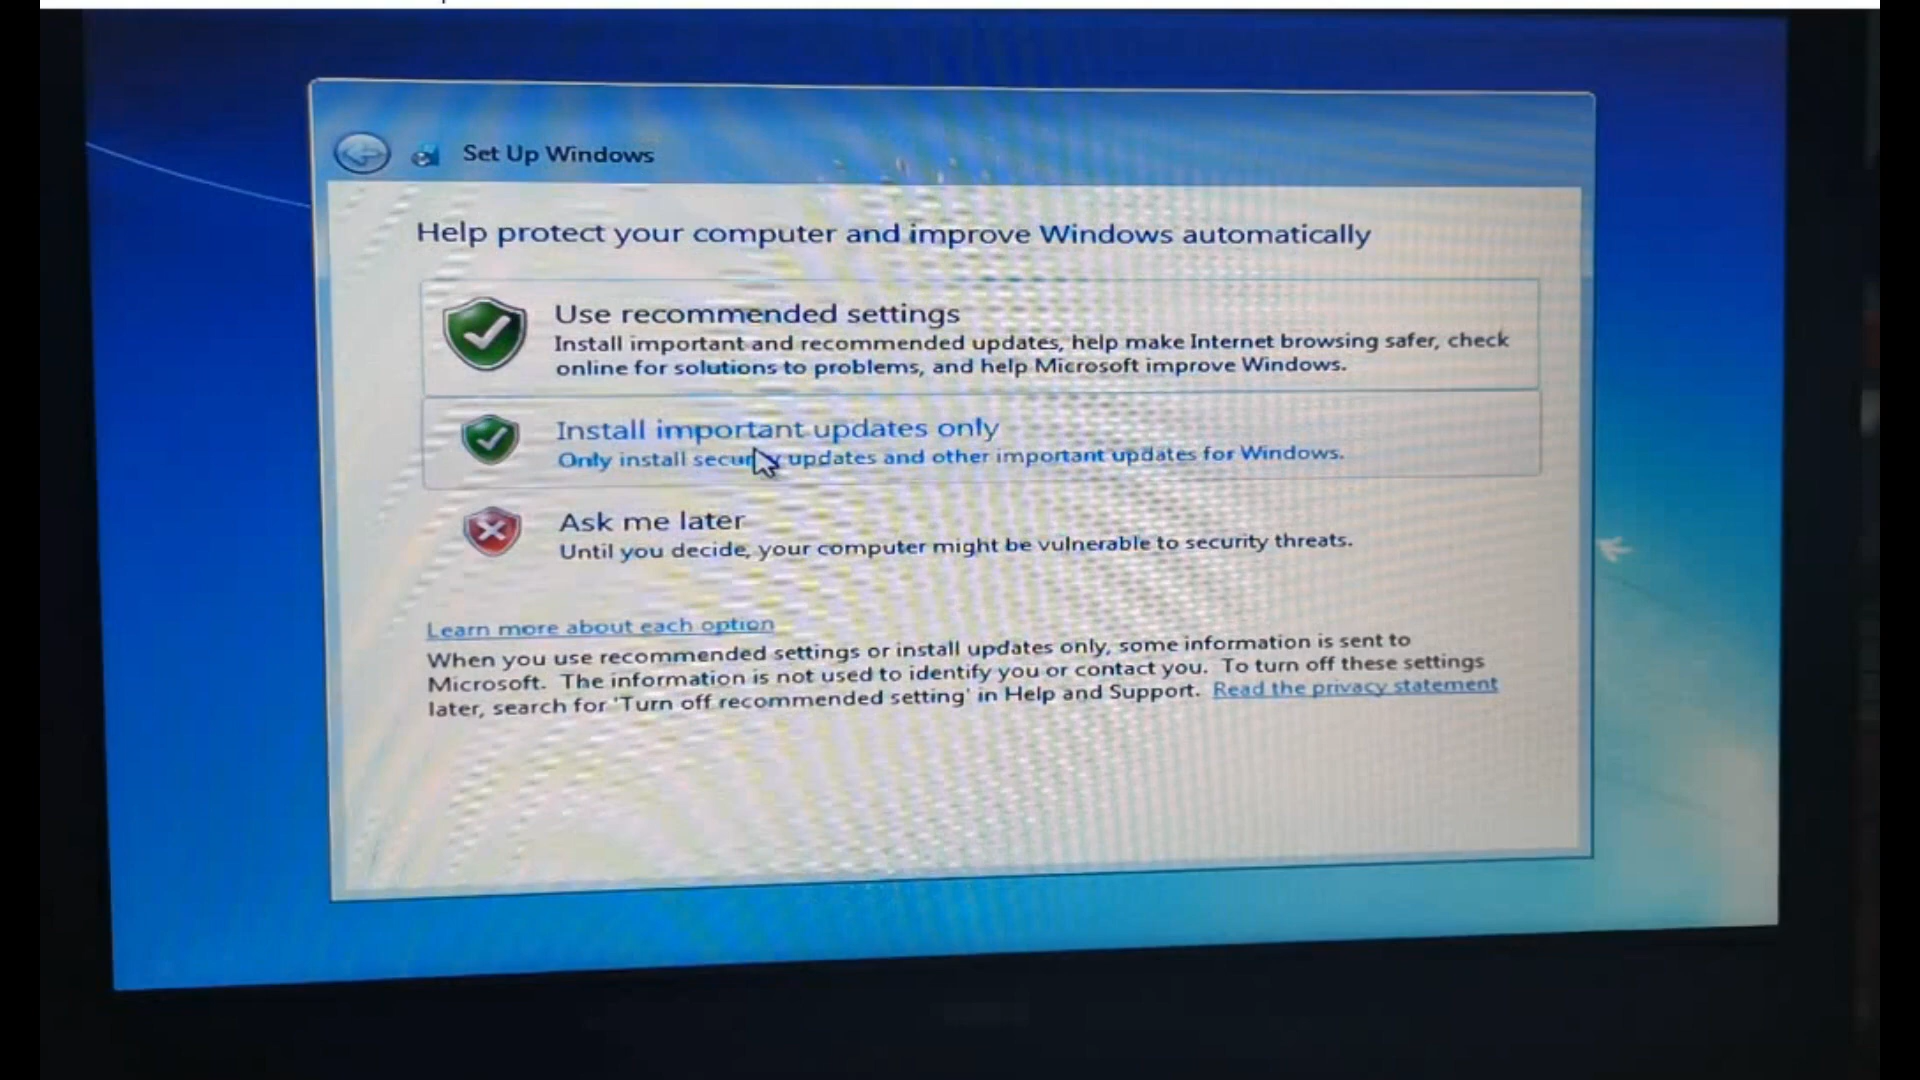 Set Up Windows
Help protect your computer and improve Windows automatically
Use recommended settings
Install important and recommended updates, help make Internet browsing safer, check
online for solutions to problems, and help Microsoft improve Windows.
Install important updates only
Only install security updates and other important updates for Windows.
Ask me later
Until you decide, your computer might be vulnerable to security threats.
Learn more about each option
When you use recommended settings or install updates only, some information is sent to
Microsoft. The information is not used to identify you or contact you. To turn off these settings
later, search for 'Turn off recommended setting' in Help and Support. Read the privacy statement